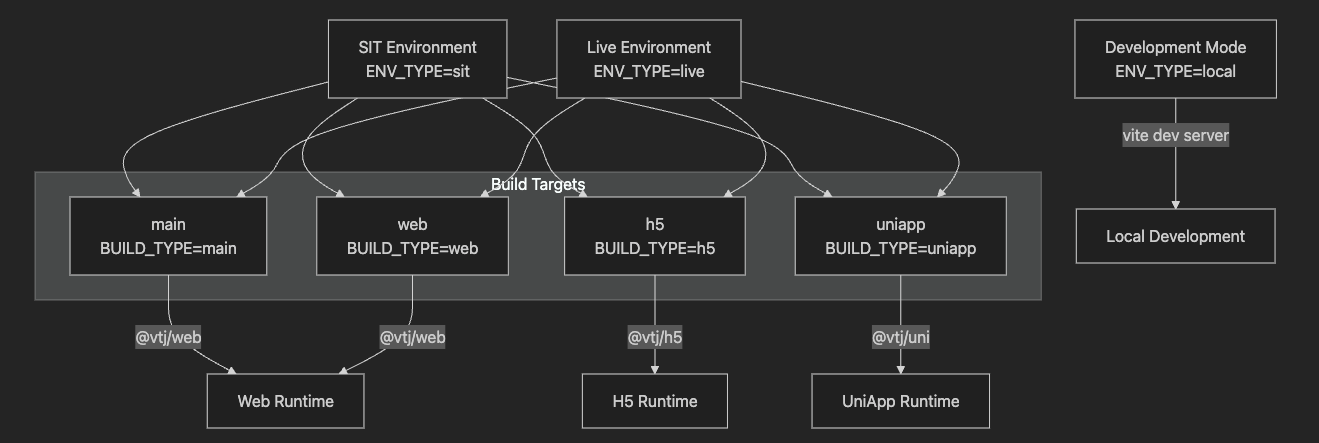 SIT Environment
ENV_TYPE=sit
Live Environment
ENV_TYPE=live
Development Mode
ENV_TYPE=local
vite dev server
Build Targets
main
BUILD_TYPE=main
web
BUILD_TYPE=web
h5
BUILD_TYPE=h5
uniapp
BUILD_TYPE=uniapp
Local Development
@vtj/web
@vtj/web
@vtj/h5
@vtj/uni
Web Runtime
H5 Runtime
UniApp Runtime